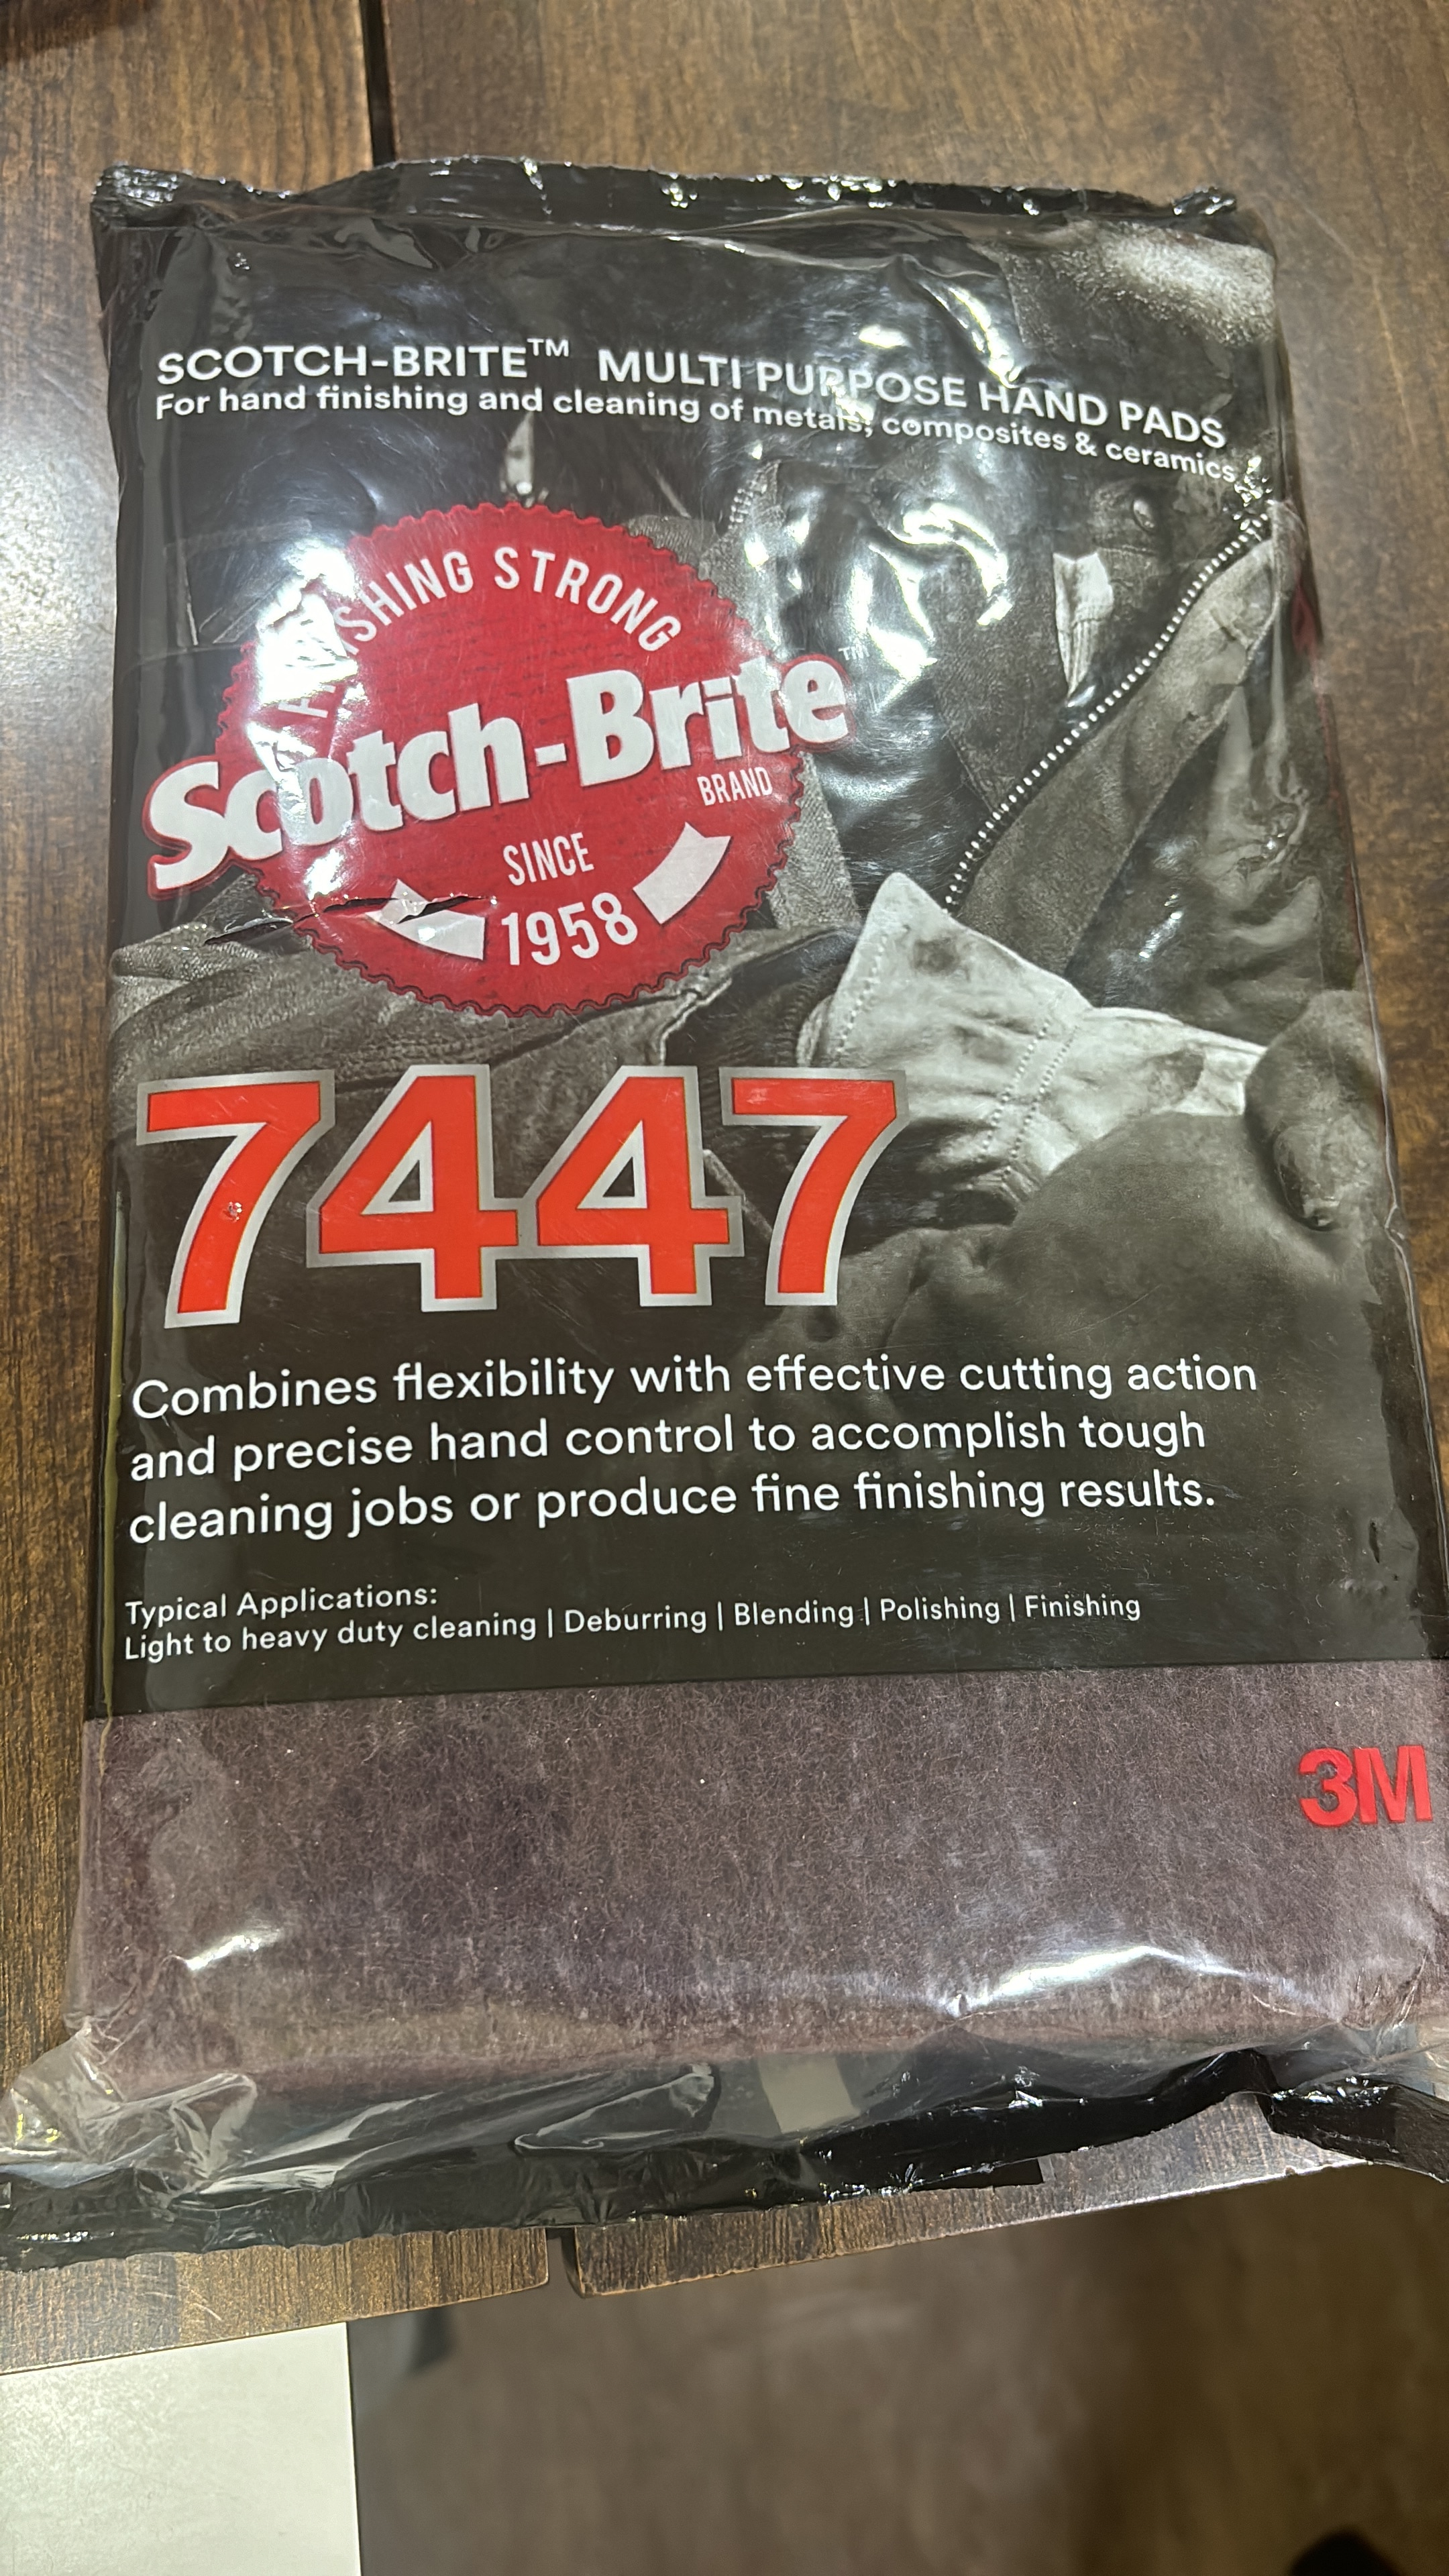 SCOTCH-BRITE™ MULTI PURPOSE HAND PADS
For hand finishing and cleaning of metals, composites & ceramics.
STRONG
Scotch-Brite™
BRAND
SINCE
1958
7447
Combines flexibility with effective cutting action
and precise hand control to accomplish tough
cleaning jobs or produce fine finishing results.
Typical Applications:
Light to heavy duty cleaning | Deburring | Blending | Polishing | Finishing
3M